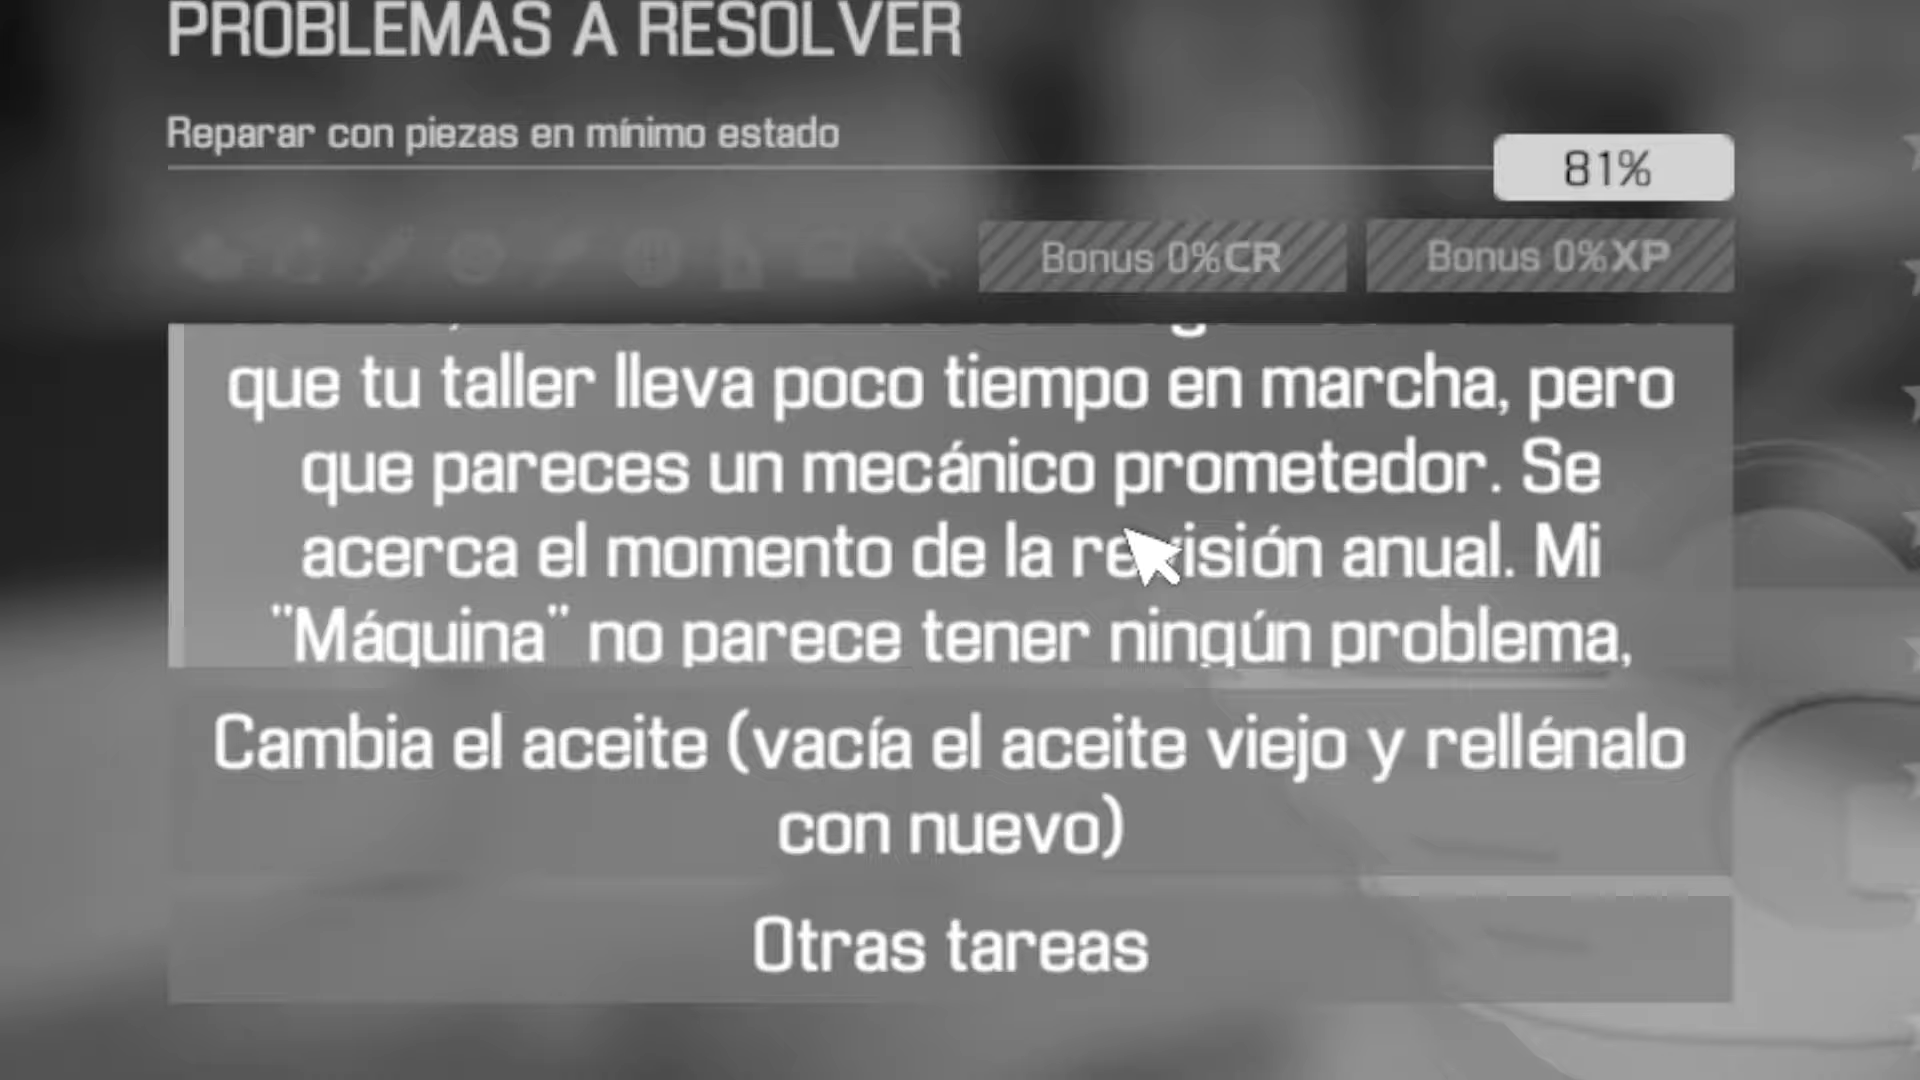 PROBLEMAS A RESOLVER
Reparar con piezas en mínimo estado
81%
Bonus 0%CR
Bonus 0%XP
que tu taller lleva poco tiempo en marcha, pero
que pareces un mecánico prometedor. Se
acerca el momento de la revisión anual. Mi
"Máquina" no parece tener ningún problema,
Cambia el aceite (vacía el aceite viejo y rellénalo
con nuevo)
Otras tareas